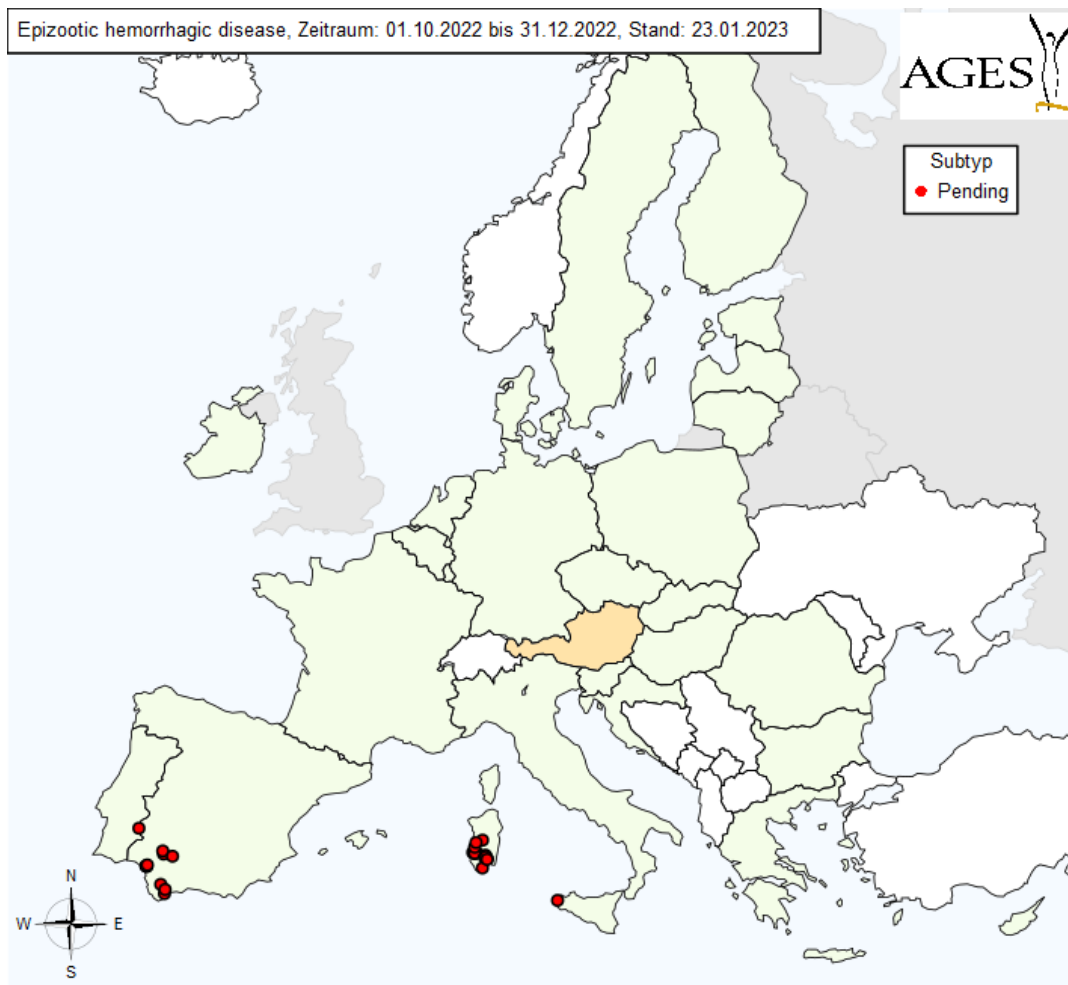 Epizootic hemorrhagic disease, Zeitraum: 01.10.2022 bis 31.12.2022, Stand: 23.01.2023
AGES
Subtyp
Pending
N
W E
S